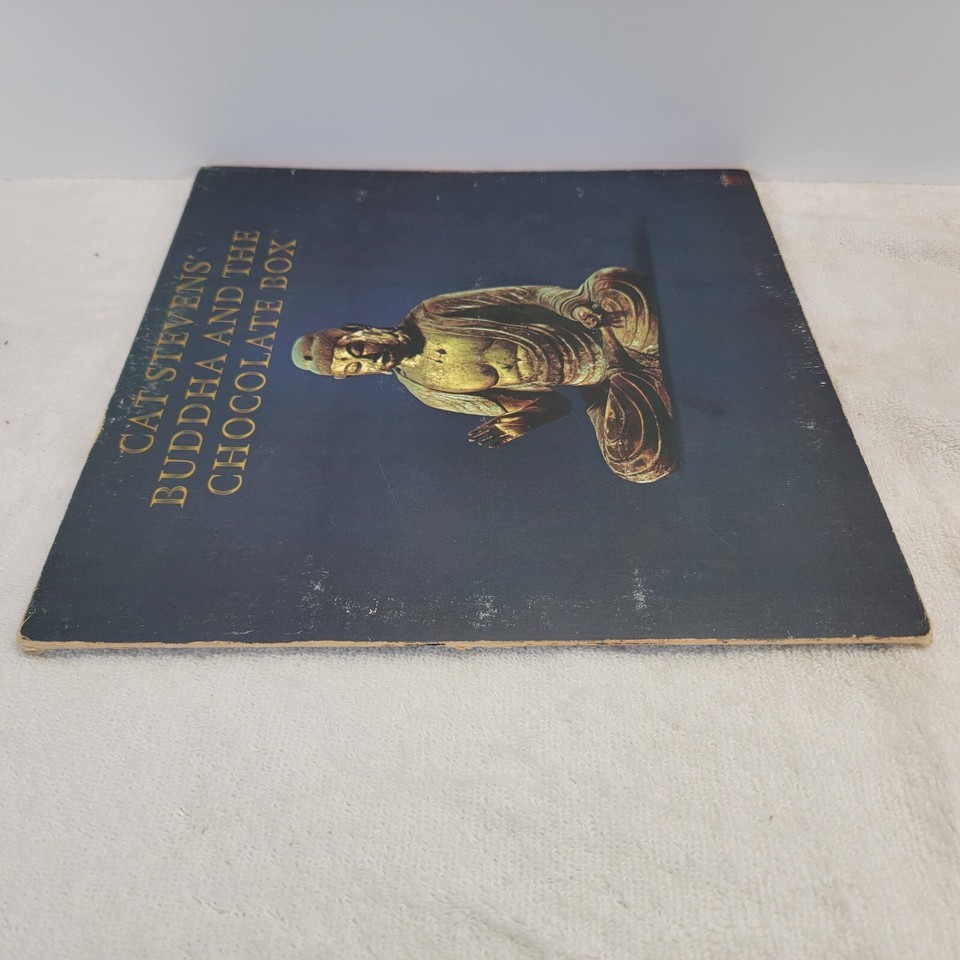 CAT STEVENS'
BUDDHA AND THE
CHOCOLATE BOX